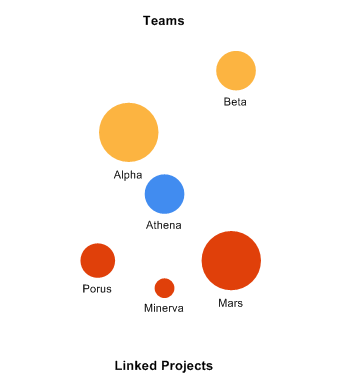 Teams
Beta
Alpha
Athena
Porus
Minerva
Mars
Linked Projects